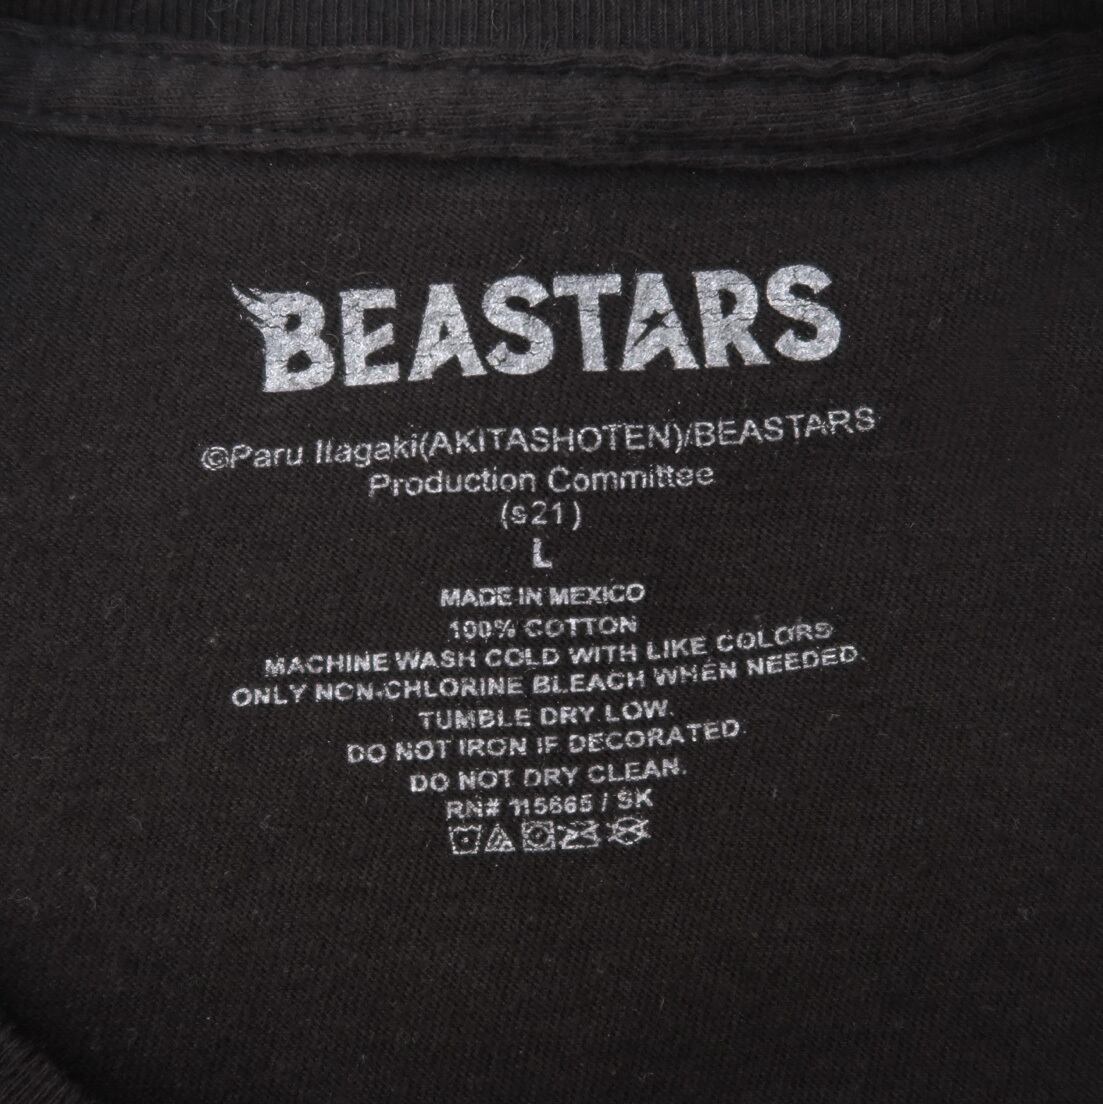 BEASTARS
©Paru Itagaki(AKITASHOTEN)/BEASTARS
Production Committee
(s21)
L
MADE IN MEXICO
100% COTTON
MACHINE WASH COLD WITH LIKE COLORS
ONLY NON-CHLORINE BLEACH WHEN NEEDED.
TUMBLE DRY LOW.
DO NOT IRON IF DECORATED.
DO NOT DRY CLEAN.
RN# 115665 / SK